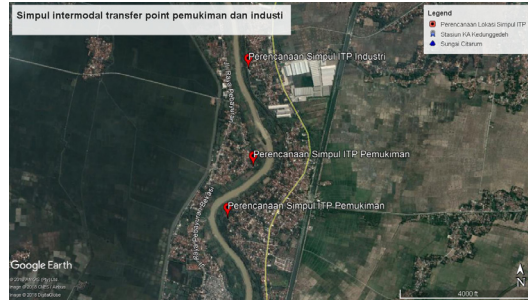 Simpul intermodal transfer point pemukiman dan industi
Legend
Perencanaan Lokasi Simpul ITP
Stasiun KA Kedunggedeh
Sungai Citarum
Perencanaan Simpul ITP Industri
Perencanaan Simpul ITP Pemukiman
Perencanaan Simpul ITP Pemukiman
Google Earth
N
4000 ft